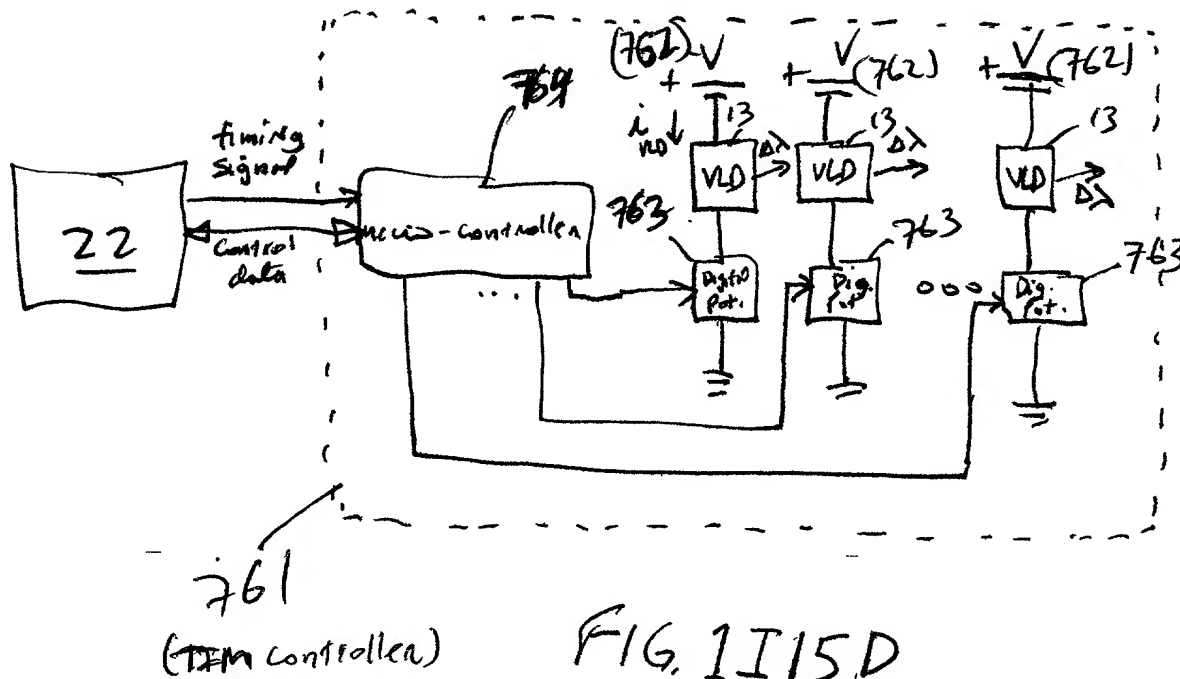 (762) V
+
V
+ (762)
V
+ (762)
764
timing
signal
i
VLD
13
13
13
VLD Δλ
VLD Δλ
VLD
Δλ
22
micro-controller
control
data
763
763
763
Digital
Pot.
Dig.
Pot
ooo
Dig.
Pot.
...
761
(controller)
FIG. 1I15D